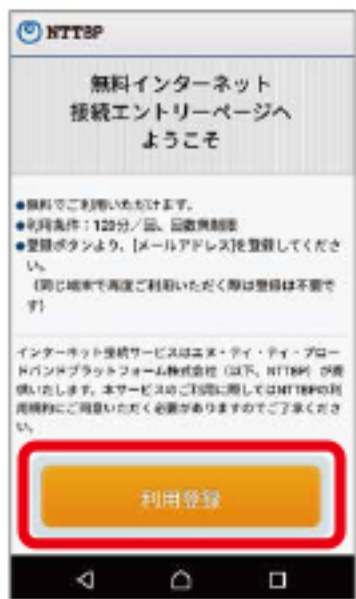 NTTBP
無料インターネット
接続エントリーページへ
ようこそ
●無料でご利用いただけます。
●利用条件：120分／回、回数無制限
●登録ボタンより、[メールアドレス]を登録してくださ
い。
（同じ端末で再度ご利用いただく際は登録は不要で
す）
インターネット接続サービスはエヌ・ティ・ティ・ブロー
ドバンドプラットフォーム株式会社（以下、NTTBP）が提
供いたします。本サービスのご利用に際してはNTTBPの利
用規約にご同意いただく必要がありますのでご了承くださ
い。
利用登録